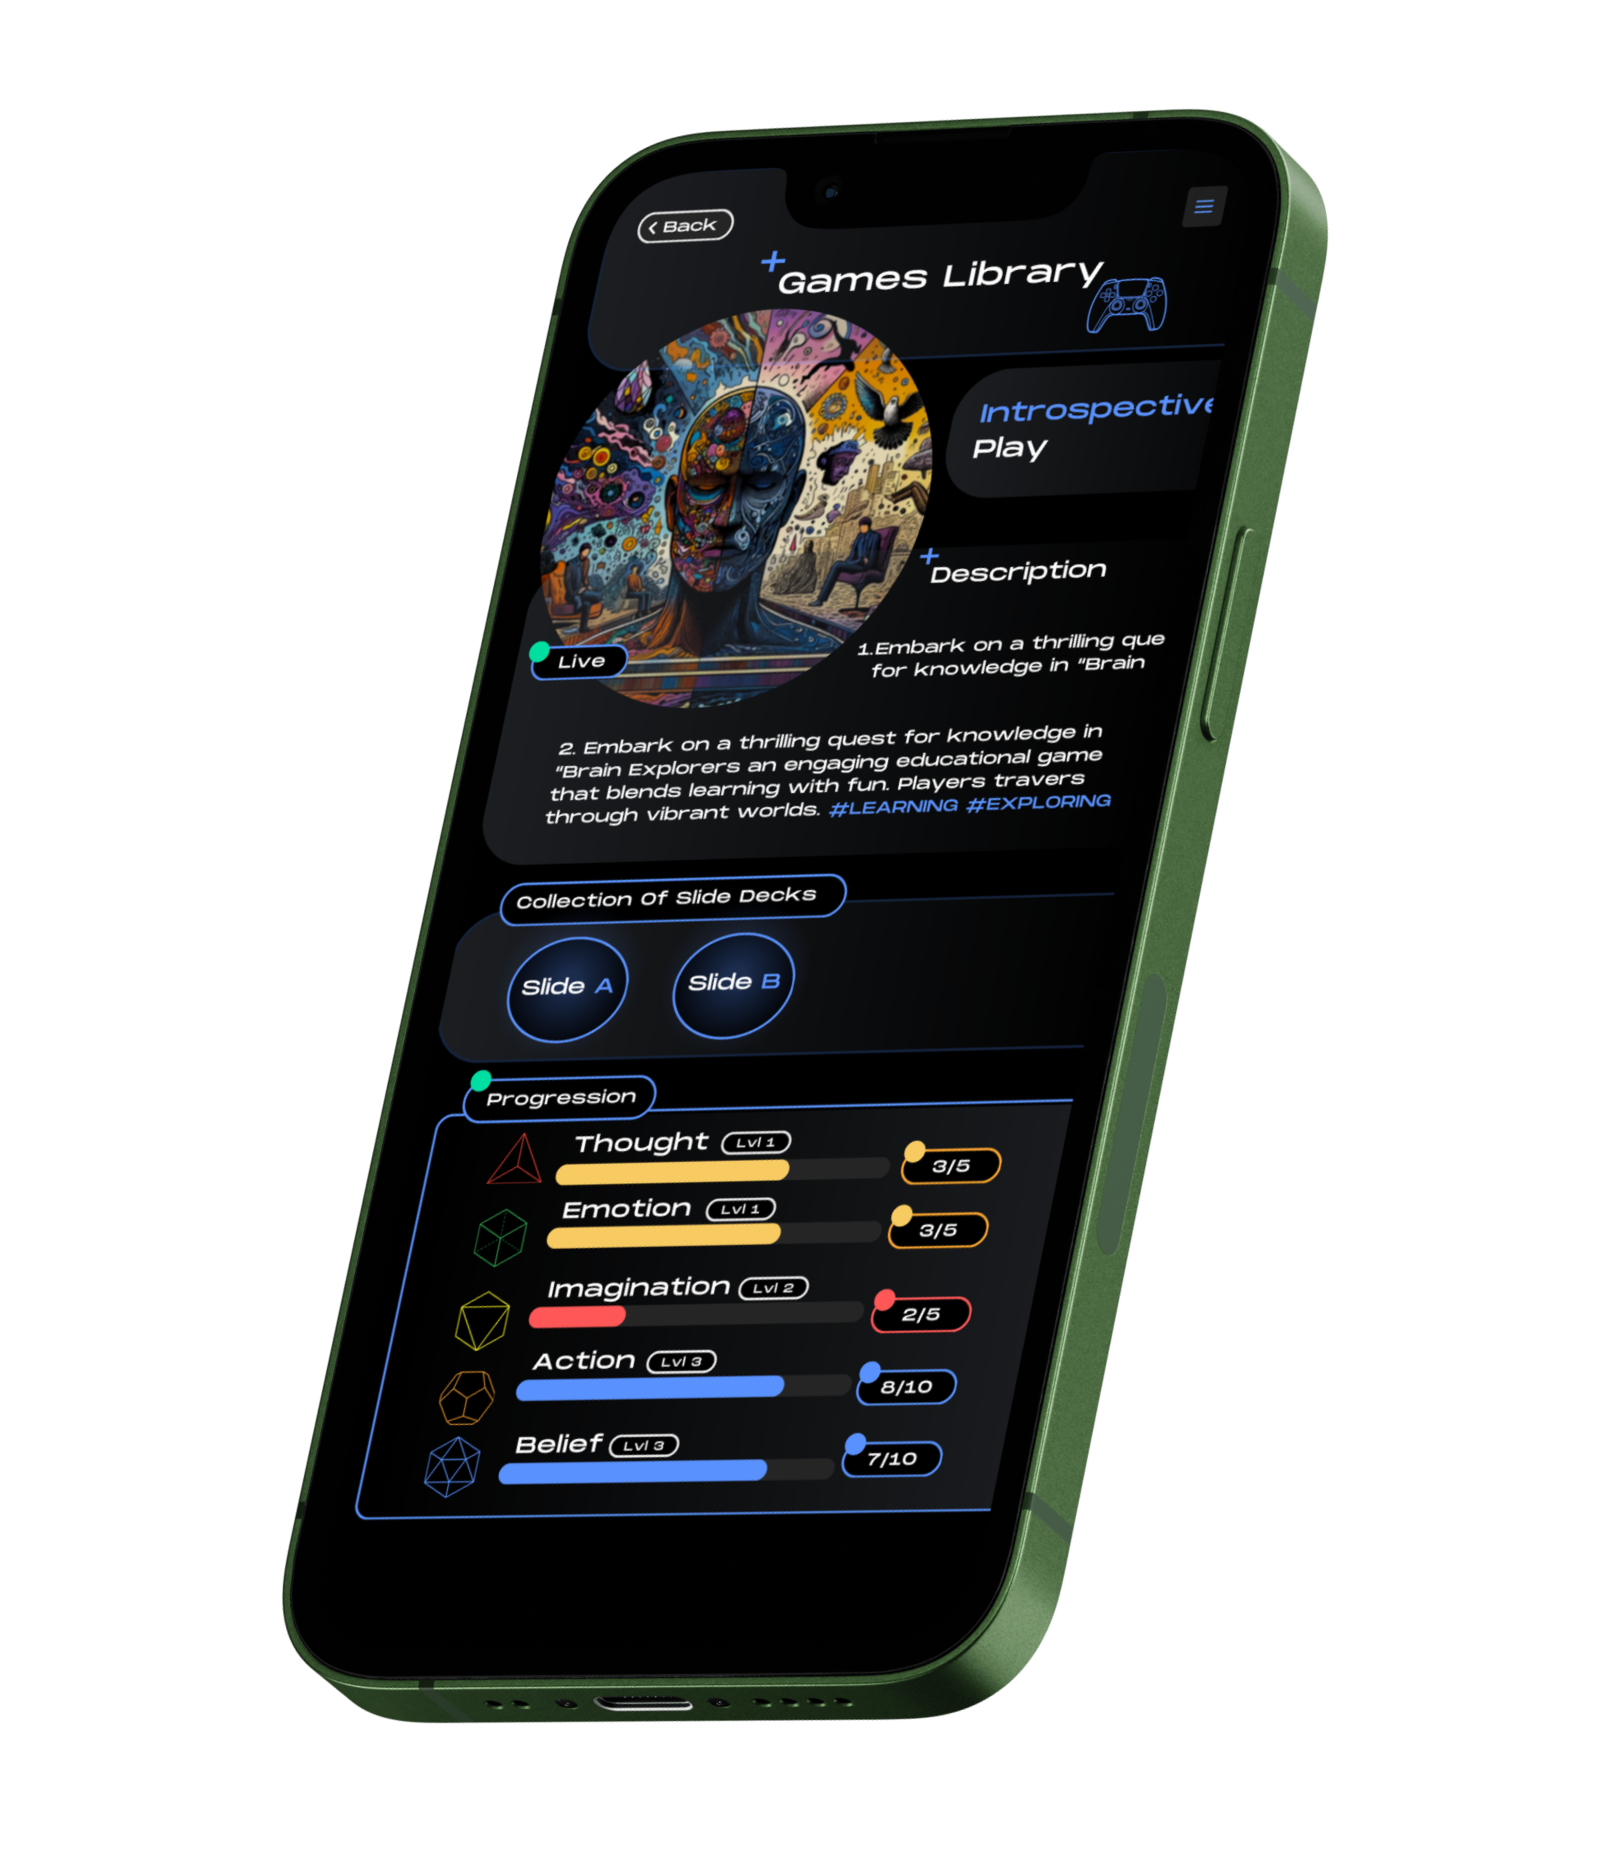 Back
Games Library
Introspective
Play
Description
1.Embark on a thrilling que
for knowledge in "Brain
Live
2. Embark on a thrilling quest for knowledge in
"Brain Explorers an engaging educational game
that blends learning with fun. Players travers
through vibrant worlds. #LEARNING #EXPLORING
Collection Of Slide Decks
Slide A
Slide B
Progression
Thought Lvl 1
3/5
Emotion Lvl 1
3/5
Imagination Lvl 2
2/5
Action Lvl 3
8/10
Belief Lvl 3
7/10